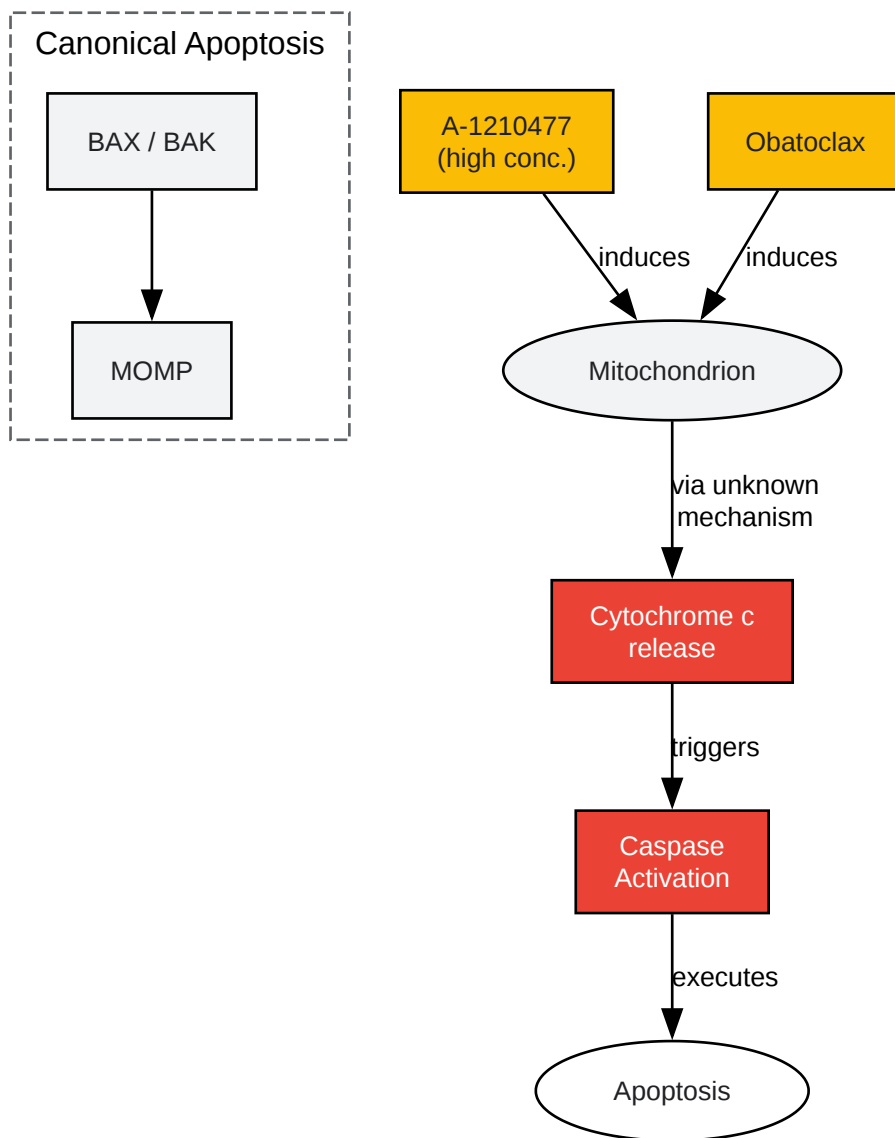 Canonical Apoptosis
BAX / BAK
MOMP
A-1210477
(high conc.)
Obatoclax
induces
induces
Mitochondrion
via unknown
mechanism
Cytochrome c
release
triggers
Caspase
Activation
executes
Apoptosis